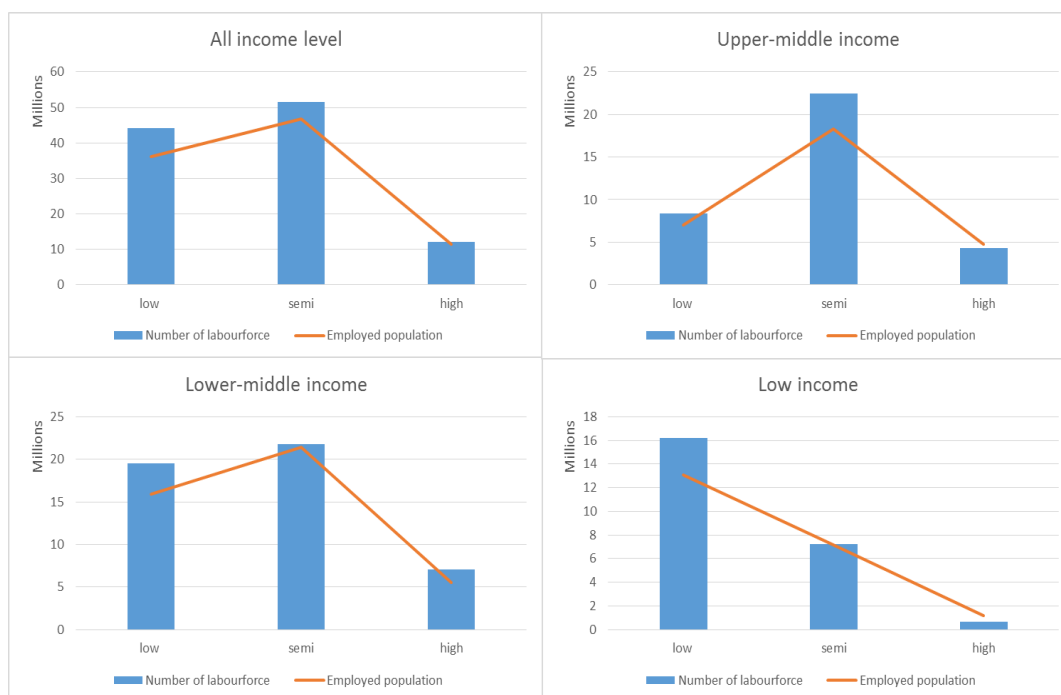 All income level
Millions
60
50
40
30
20
10
0
low semi high
Number of labourforce Employed population
Upper-middle income
Millions
25
20
15
10
5
0
low semi high
Number of labourforce Employed population
Lower-middle income
Millions
25
20
15
10
5
0
low semi high
Number of labourforce Employed population
Low income
Millions
18
16
14
12
10
8
6
4
2
0
low semi high
Number of labourforce Employed population